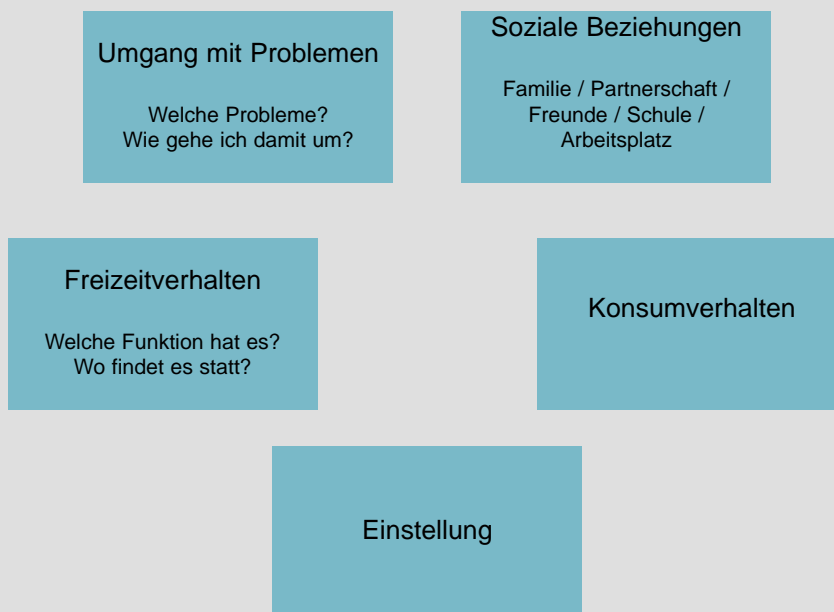 Umgang mit Problemen
Welche Probleme?
Wie gehe ich damit um?
Soziale Beziehungen
Familie / Partnerschaft /
Freunde / Schule /
Arbeitsplatz
Freizeitverhalten
Welche Funktion hat es?
Wo findet es statt?
Konsumverhalten
Einstellung